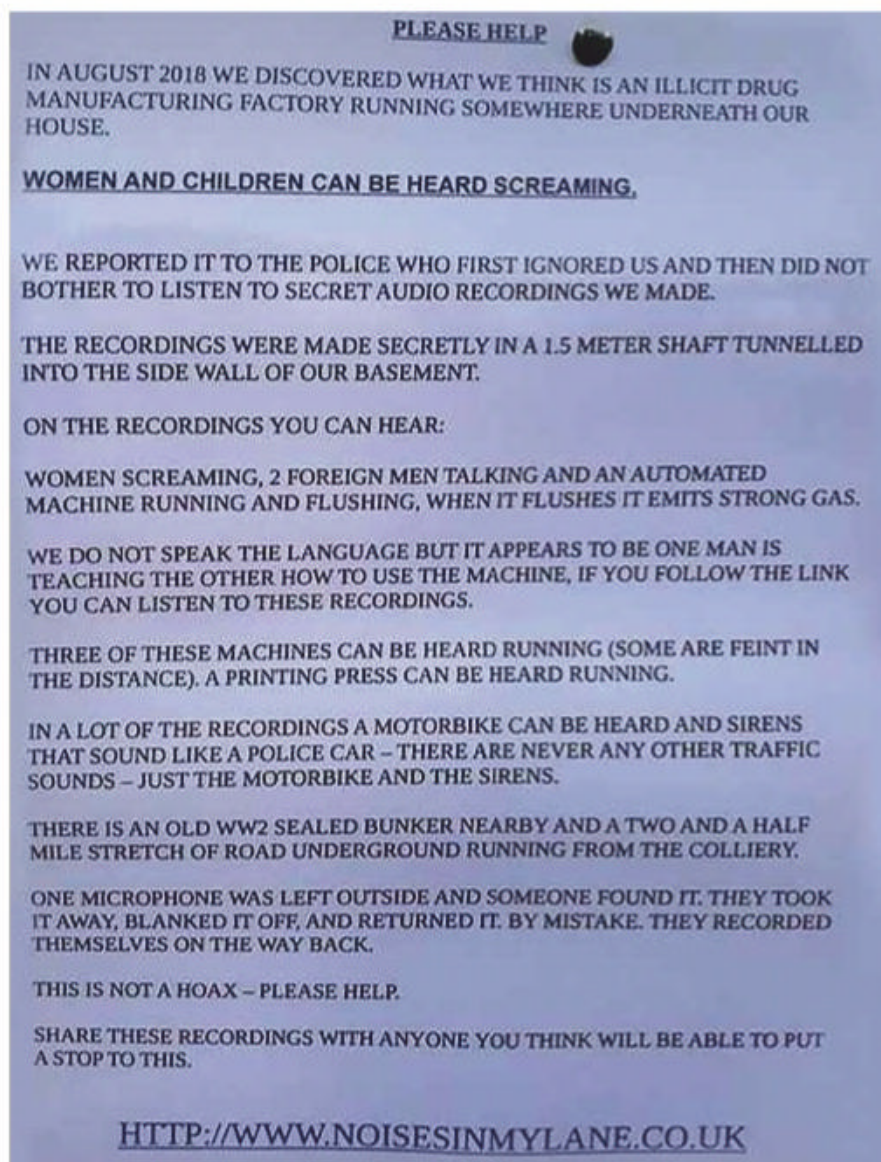 PLEASE HELP
IN AUGUST 2018 WE DISCOVERED WHAT WE THINK IS AN ILLICIT DRUG
MANUFACTURING FACTORY RUNNING SOMEWHERE UNDERNEATH OUR
HOUSE.
WOMEN AND CHILDREN CAN BE HEARD SCREAMING.
WE REPORTED IT TO THE POLICE WHO FIRST IGNORED US AND THEN DID NOT
BOTHER TO LISTEN TO SECRET AUDIO RECORDINGS WE MADE.
THE RECORDINGS WERE MADE SECRETLY IN A 1.5 METER SHAFT TUNNELLED
INTO THE SIDE WALL OF OUR BASEMENT.
ON THE RECORDINGS YOU CAN HEAR:
WOMEN SCREAMING, 2 FOREIGN MEN TALKING AND AN AUTOMATED
MACHINE RUNNING AND FLUSHING, WHEN IT FLUSHES IT EMITS STRONG GAS.
WE DO NOT SPEAK THE LANGUAGE BUT IT APPEARS TO BE ONE MAN IS
TEACHING THE OTHER HOW TO USE THE MACHINE, IF YOU FOLLOW THE LINK
YOU CAN LISTEN TO THESE RECORDINGS.
THREE OF THESE MACHINES CAN BE HEARD RUNNING (SOME ARE FEINT IN
THE DISTANCE). A PRINTING PRESS CAN BE HEARD RUNNING.
IN A LOT OF THE RECORDINGS A MOTORBIKE CAN BE HEARD AND SIRENS
THAT SOUND LIKE A POLICE CAR – THERE ARE NEVER ANY OTHER TRAFFIC
SOUNDS – JUST THE MOTORBIKE AND THE SIRENS.
THERE IS AN OLD WW2 SEALED BUNKER NEARBY AND A TWO AND A HALF
MILE STRETCH OF ROAD UNDERGROUND RUNNING FROM THE COLLIERY.
ONE MICROPHONE WAS LEFT OUTSIDE AND SOMEONE FOUND IT. THEY TOOK
IT AWAY, BLANKED IT OFF, AND RETURNED IT. BY MISTAKE. THEY RECORDED
THEMSELVES ON THE WAY BACK.
THIS IS NOT A HOAX – PLEASE HELP.
SHARE THESE RECORDINGS WITH ANYONE YOU THINK WILL BE ABLE TO PUT
A STOP TO THIS.
HTTP://WWW.NOISESINMYLANE.CO.UK